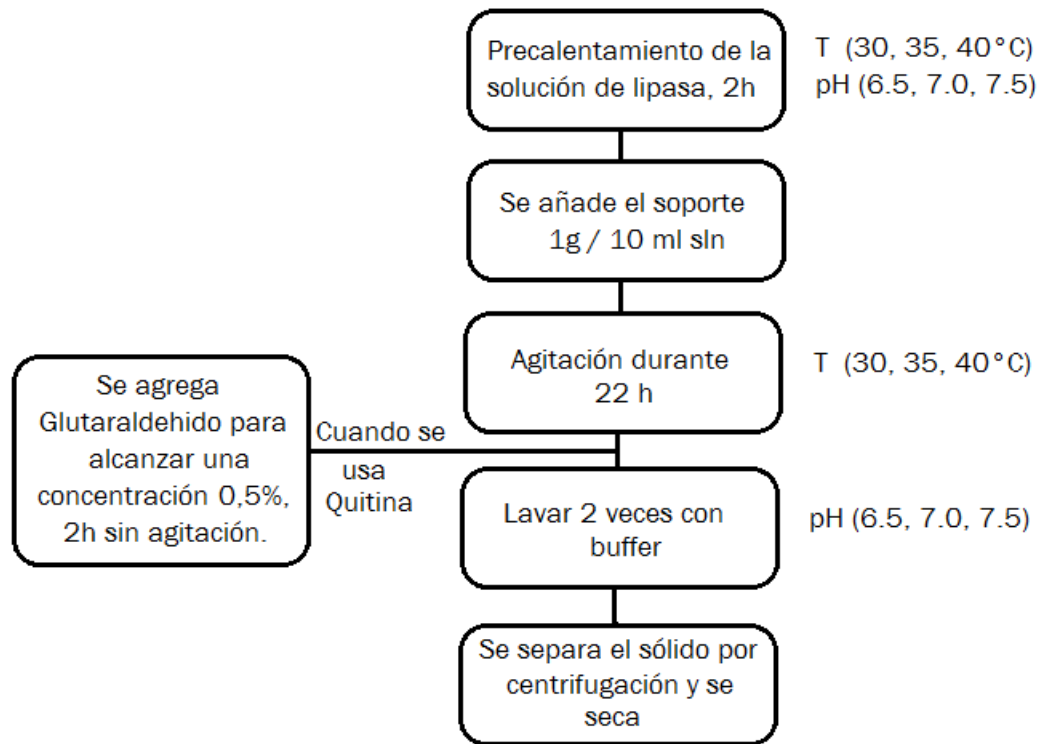 Precalentamiento de la
solución de lipasa, 2h
T (30, 35, 40°C)
pH (6.5, 7.0, 7.5)
Se añade el soporte
1g / 10 ml sln
Agitación durante
22 h
T (30, 35, 40°C)
Se agrega
Glutaraldehido para
alcanzar una
concentración 0,5%,
2h sin agitación.
Cuando se
usa
Quitina
Lavar 2 veces con
buffer
pH (6.5, 7.0, 7.5)
Se separa el sólido por
centrifugación y se
seca